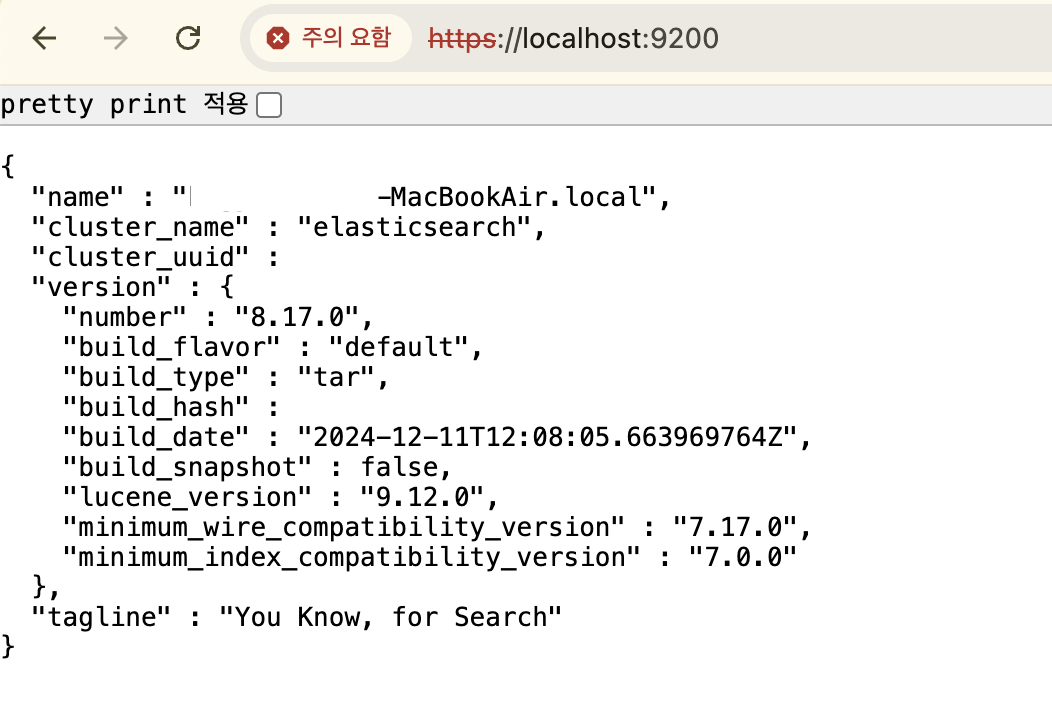 주의 요함 https://localhost:9200
pretty print 적용
{
"name" : " -MacBookAir.local",
"cluster_name" : "elasticsearch",
"cluster_uuid" :
"version" : {
"number" : "8.17.0",
"build_flavor" : "default",
"build_type" : "tar",
"build_hash" :
"build_date" : "2024-12-11T12:08:05.663969764Z",
"build_snapshot" : false,
"lucene_version" : "9.12.0",
"minimum_wire_compatibility_version" : "7.17.0",
"minimum_index_compatibility_version" : "7.0.0"
},
"tagline" : "You Know, for Search"
}